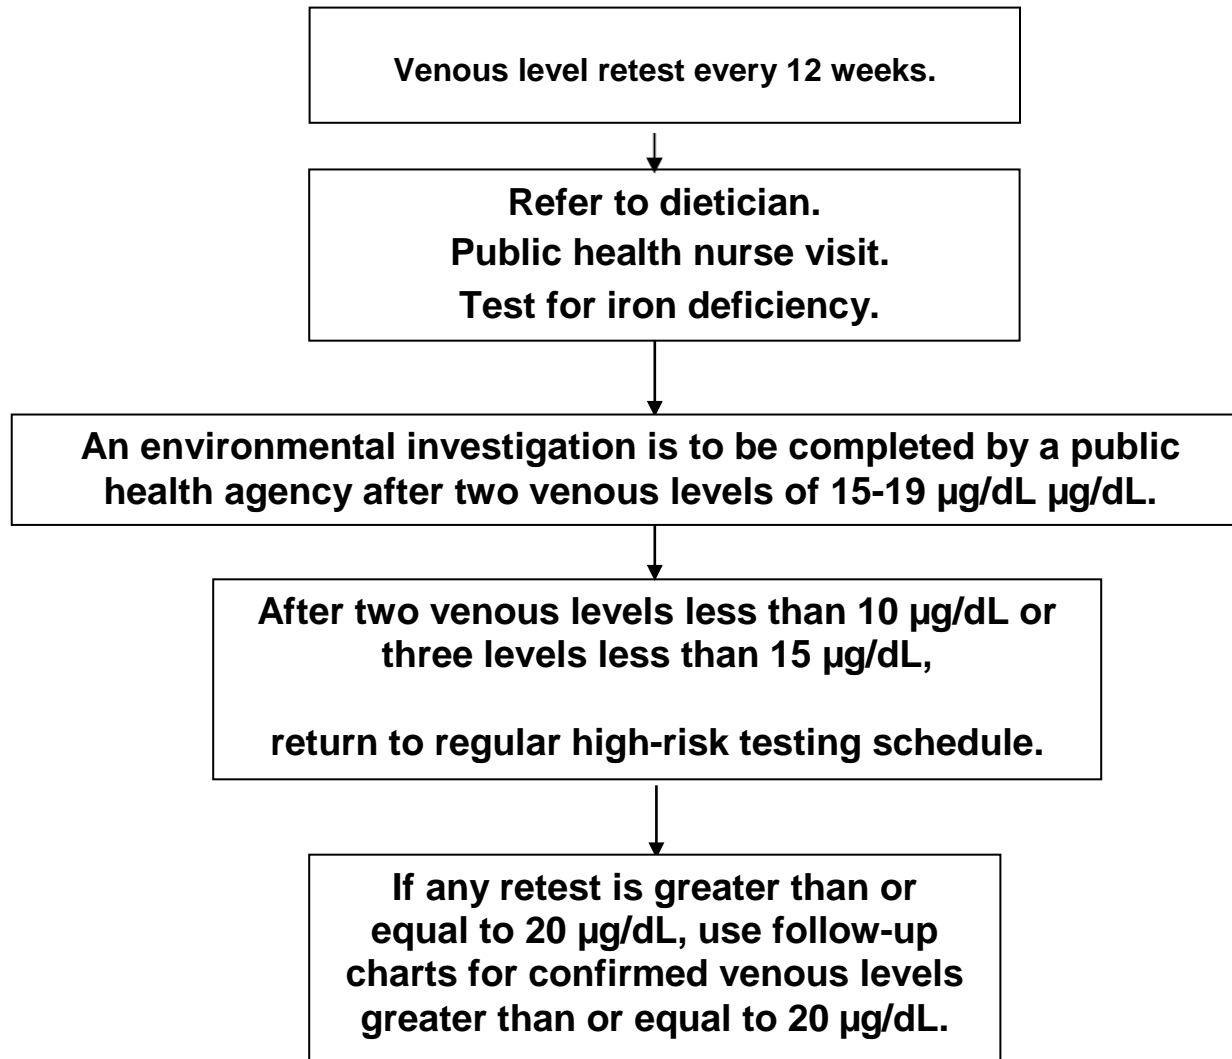 Venous level retest every 12 weeks.
Refer to dietician.
Public health nurse visit.
Test for iron deficiency.
An environmental investigation is to be completed by a public
health agency after two venous levels of 15-19 µg/dL µg/dL.
After two venous levels less than 10 µg/dL or
three levels less than 15 µg/dL,
return to regular high-risk testing schedule.
If any retest is greater than or
equal to 20 µg/dL, use follow-up
charts for confirmed venous levels
greater than or equal to 20 µg/dL.